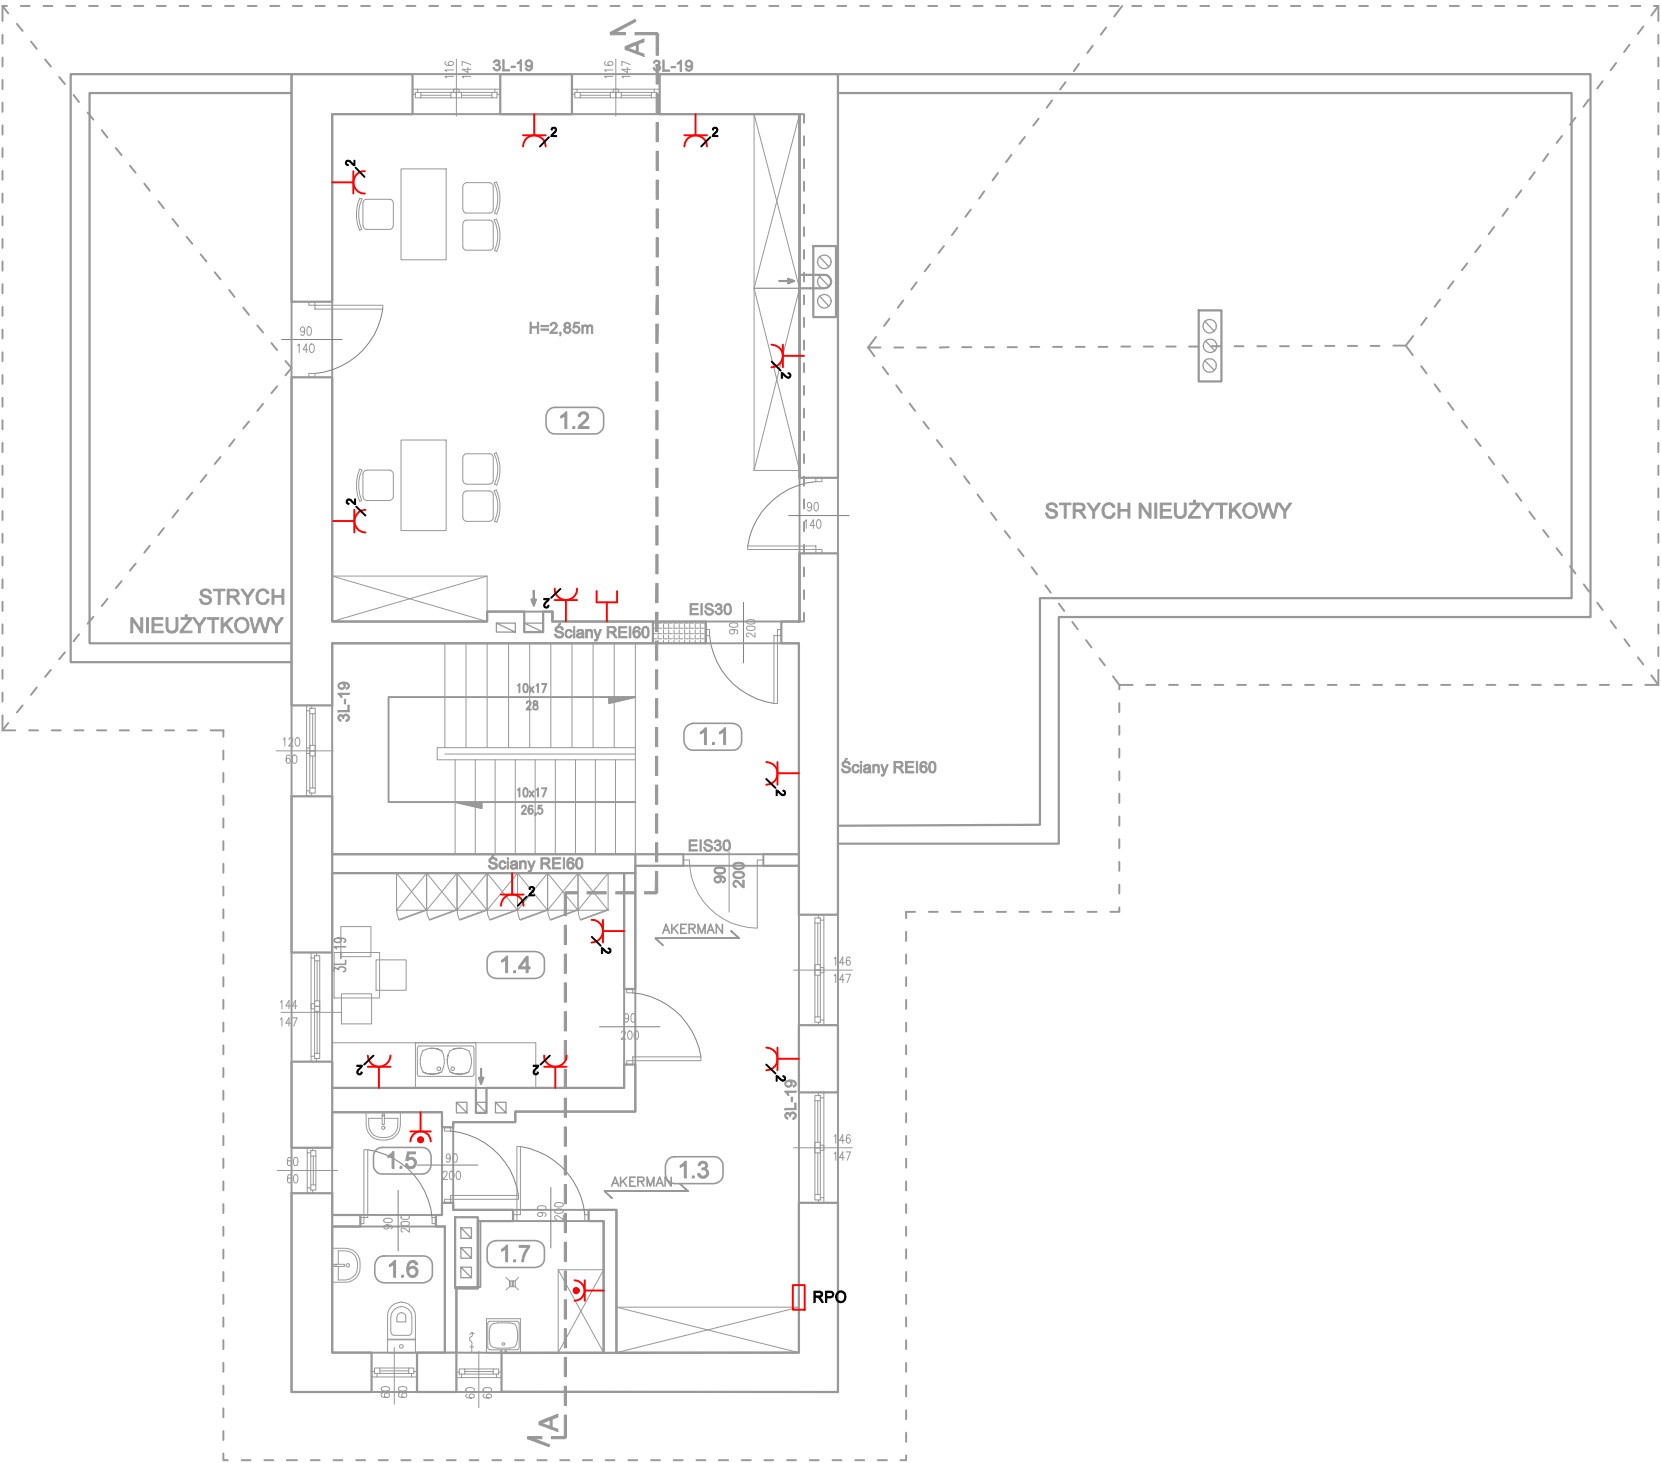 A
3L-19
3L-19
116
147
116
147
2
2
2
H=2,85m
90
140
2
1.2
90
140
2
STRYCH NIEUŻYTKOWY
STRYCH
NIEUŻYTKOWY
2
EIS30
Ściany REI60
90
200
3L-19
10x17
28
1.1
120
60
Ściany REI60
2
10x17
26,5
EIS30
Ściany REI60
90
200
2
AKERMAN
2
3L-19
1.4
146
147
144
147
90
200
2
2
2
3L-19
146
147
1.5
90
200
60
60
1.3
AKERMAN
90
200
90
200
1.7
1.6
RPO
60
60
60
60
A